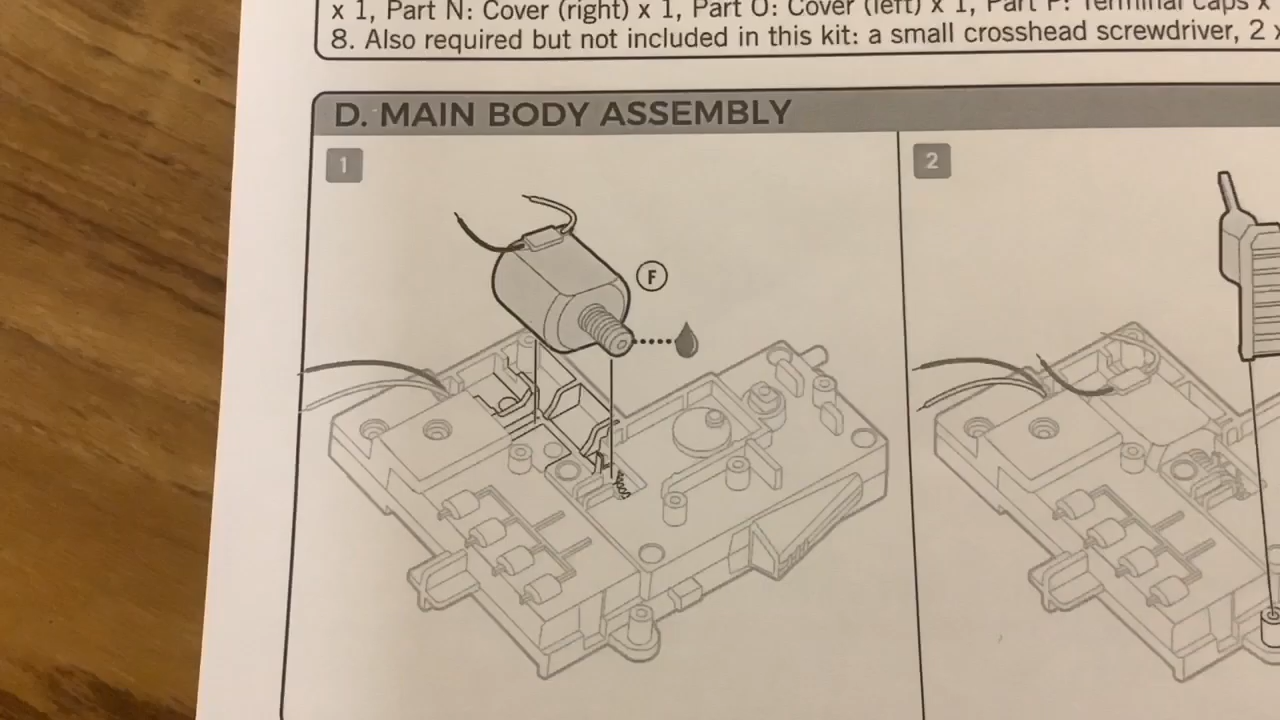 x 1, Part N: Cover (right) x 1, Part O: Cover (left) x 1, Part P: Terminal Caps x
8. Also required but not included in this kit: a small crosshead screwdriver, 2 x
D. MAIN BODY ASSEMBLY
1
2
F